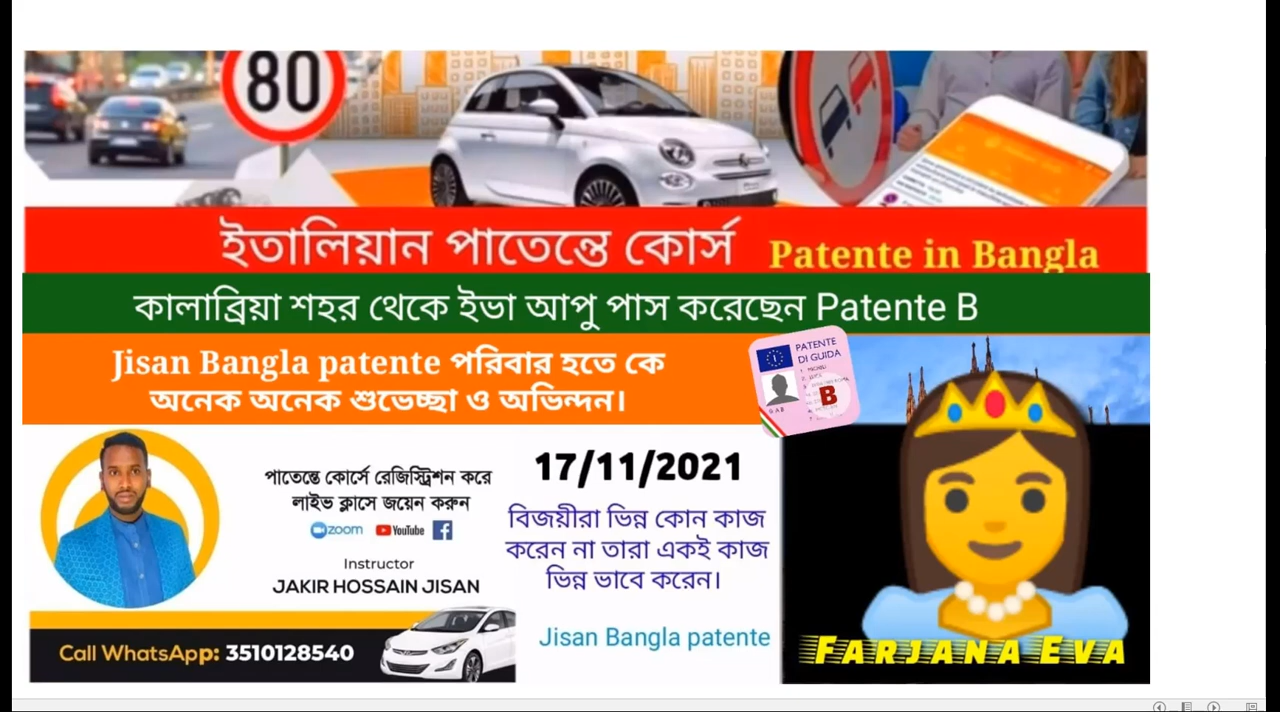 80
ইতালিয়ান পাতেন্তে কোর্স Patente in Bangla
কালাব্রিয়া শহর থেকে ইভা আপু পাস করেছেন Patente B
Jisan Bangla patente পরিবার হতে কে
অনেক অনেক শুভেচ্ছা ও অভিন্দন।
PATENTE
DI GUIDA
B
পাতেন্তে কোর্সে রেজিস্ট্রিশন করে
লাইভ ক্লাসে জয়েন করুন
zoom YouTube
Instructor
JAKIR HOSSAIN JISAN
Call WhatsApp: 3510128540
17/11/2021
বিজয়ীরা ভিন্ন কোন কাজ
করেন না তারা একই কাজ
ভিন্ন ভাবে করেন।
Jisan Bangla patente
FARJANA EVA